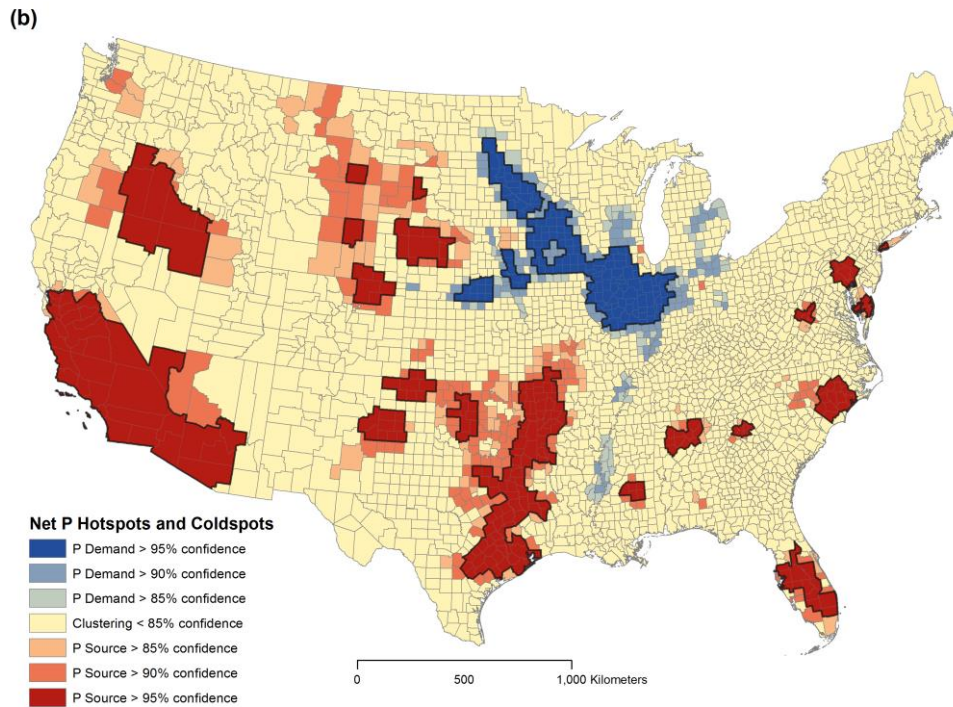 (b)
Net P Hotspots and Coldspots
P Demand > 95% confidence
P Demand > 90% confidence
P Demand > 85% confidence
Clustering < 85% confidence
P Source > 85% confidence
P Source > 90% confidence
P Source > 95% confidence
0 500 1,000 Kilometers